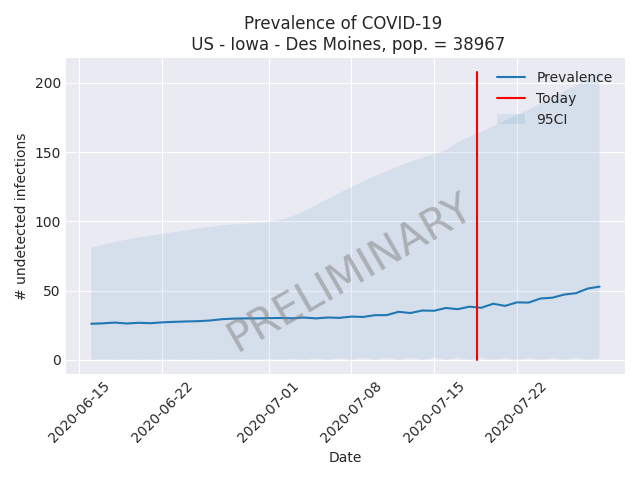 Prevalence of COVID-19
US - Iowa - Des Moines, pop. = 38967
Prevalence
Today
95CI
# undetected infections
200
150
100
50
0
PRELIMINARY
2020-06-15
2020-06-22
2020-07-01
2020-07-08
2020-07-15
2020-07-22
Date